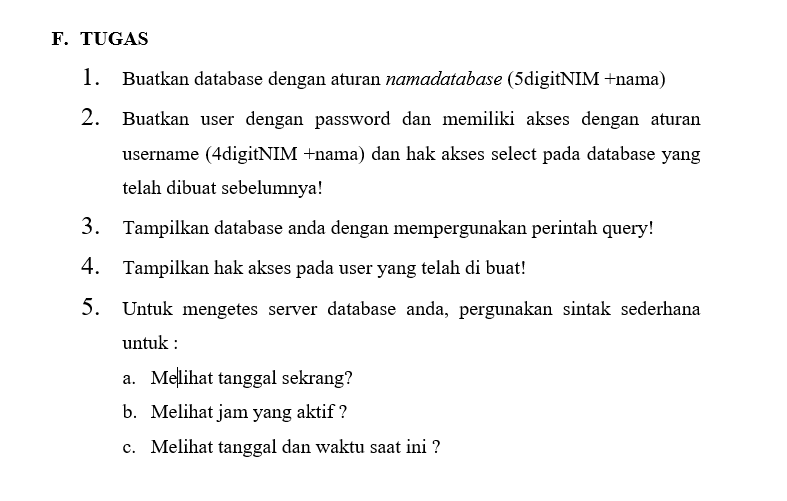 F. TUGAS
1. Buatkan database dengan aturan namadatabase (5digitNIM +nama)
2. Buatkan user dengan password dan memiliki akses dengan aturan
username (4digitNIM +nama) dan hak akses select pada database yang
telah dibuat sebelumnya!
3. Tampilkan database anda dengan mempergunakan perintah query!
4. Tampilkan hak akses pada user yang telah di buat!
5. Untuk mengetes server database anda, pergunakan sintak sederhana
untuk :
a. Melihat tanggal sekrang?
b. Melihat jam yang aktif ?
c. Melihat tanggal dan waktu saat ini ?